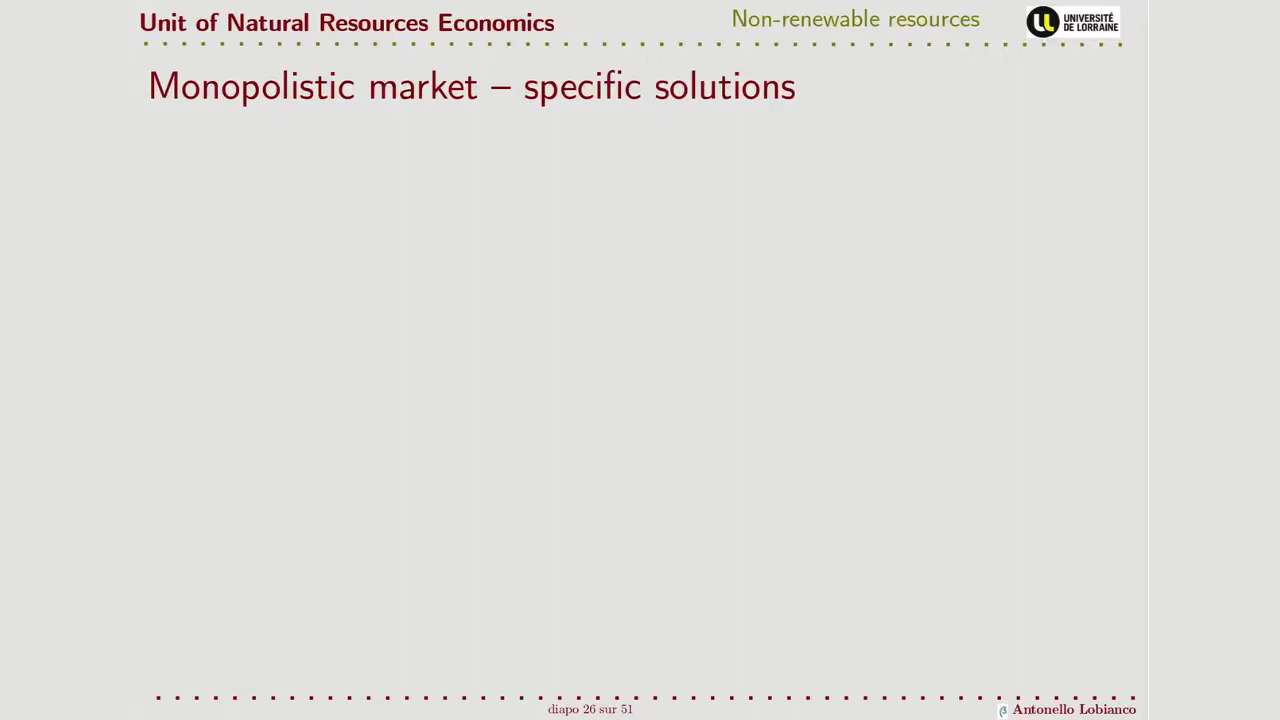 Unit of Natural Resources Economics
Non-renewable resources
UNIVERSITÉ
DE LORRAINE
Monopolistic market – specific solutions
diapo 26 sur 51
β Antonello Lobianco